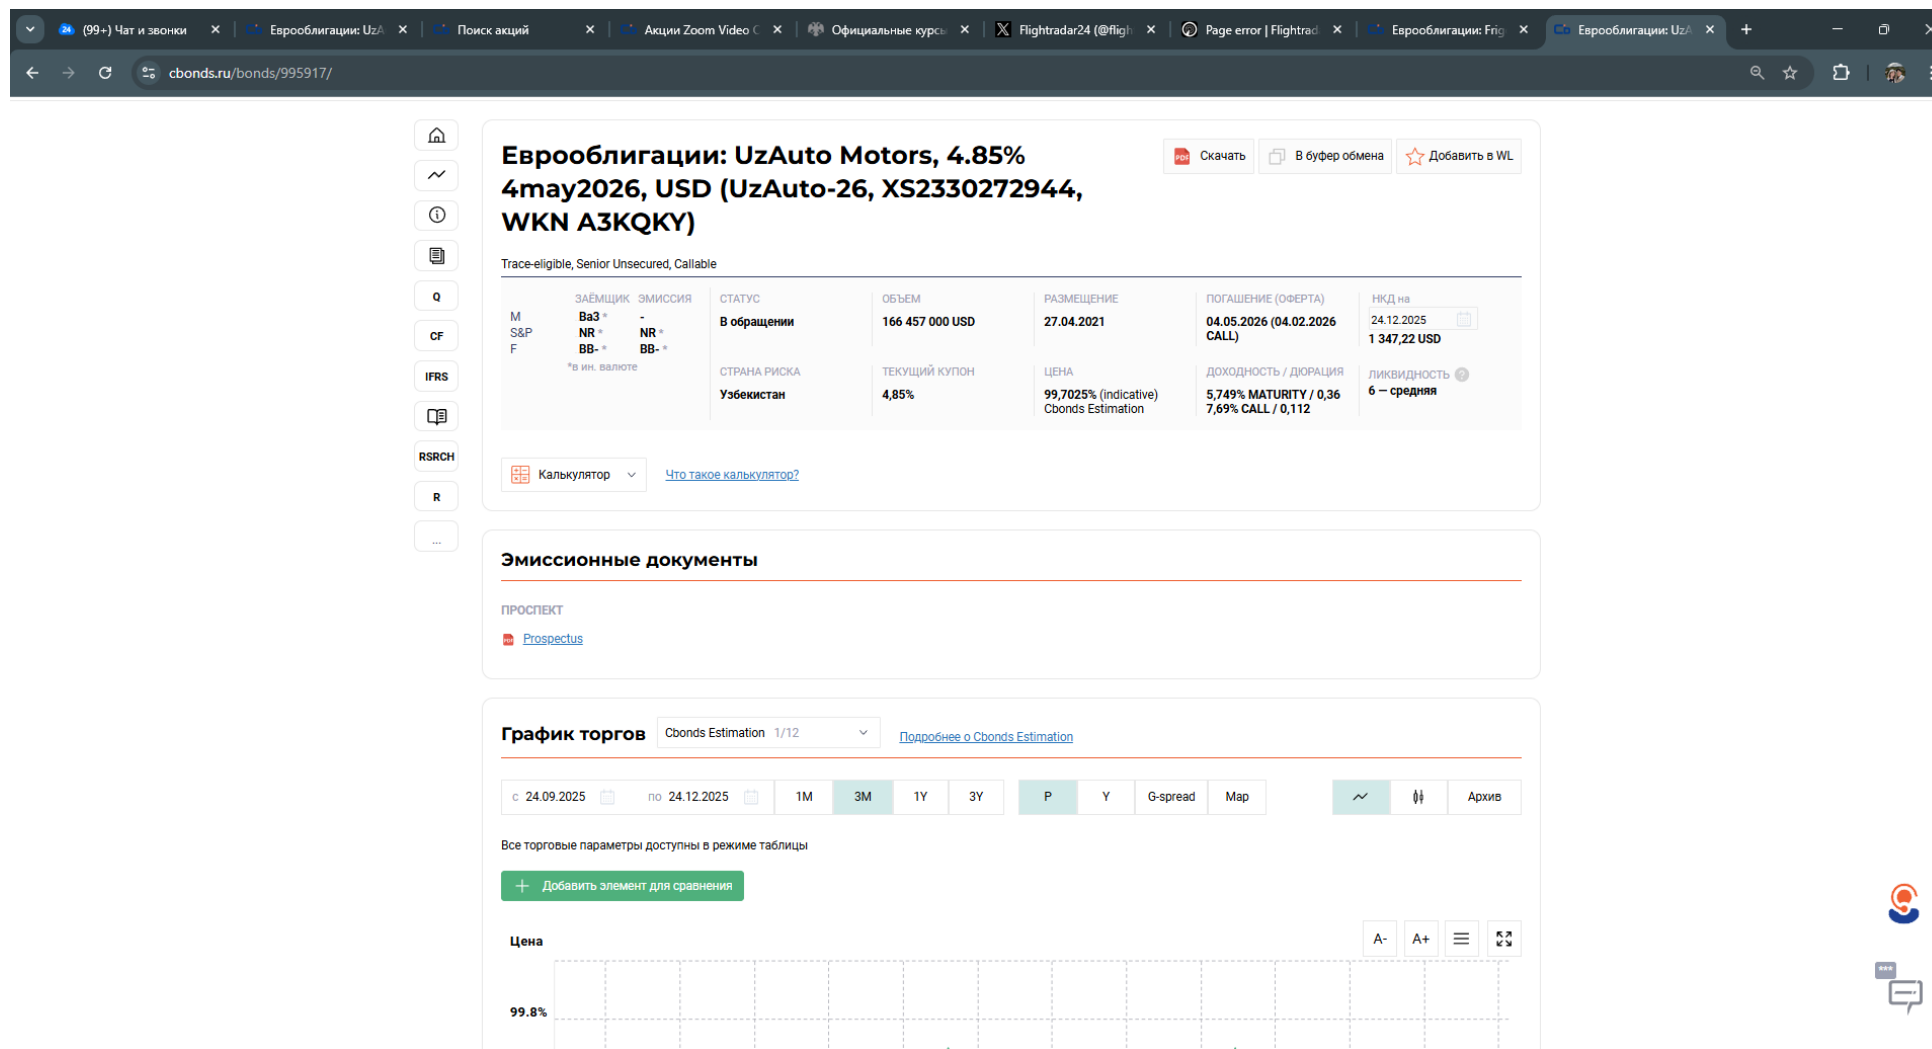 24 (99+) Чат и звонки
Еврооблигации: UzA
Поиск акций
Акции Zoom Video C
Официальные курсы
Flightradar24 (@fligh
Page error | Flightrad
Еврооблигации: Frig
Еврооблигации: UzA
cbonds.ru/bonds/995917/
Еврооблигации: UzAuto Motors, 4.85%
4may2026, USD (UzAuto-26, XS2330272944,
WKN A3KQKY)
PDF Скачать
В буфер обмена
Добавить в WL
Trace-eligible, Senior Unsecured, Callable
Q
CF
IFRS
RSRCH
R
...
ЗАЁМЩИК ЭМИССИЯ
M Ba3 * -
S&P NR * NR *
F BB- * BB- *
*в ин. валюте
СТАТУС
В обращении
ОБЪЕМ
166 457 000 USD
РАЗМЕЩЕНИЕ
27.04.2021
ПОГАШЕНИЕ (ОФЕРТА)
04.05.2026 (04.02.2026
CALL)
НКД на
24.12.2025
1 347,22 USD
СТРАНА РИСКА
Узбекистан
ТЕКУЩИЙ КУПОН
4,85%
ЦЕНА
99,7025% (indicative)
Cbonds Estimation
ДОХОДНОСТЬ / ДЮРАЦИЯ
5,749% MATURITY / 0,36
7,69% CALL / 0,112
ЛИКВИДНОСТЬ ?
6 — средняя
Калькулятор
Что такое калькулятор?
Эмиссионные документы
ПРОСПЕКТ
PDF Prospectus
График торгов
Cbonds Estimation 1/12
Подробнее о Cbonds Estimation
с 24.09.2025 по 24.12.2025 1M 3M 1Y 3Y P Y G-spread Map Архив
Все торговые параметры доступны в режиме таблицы
+ Добавить элемент для сравнения
Цена
A- A+
99.8%
***